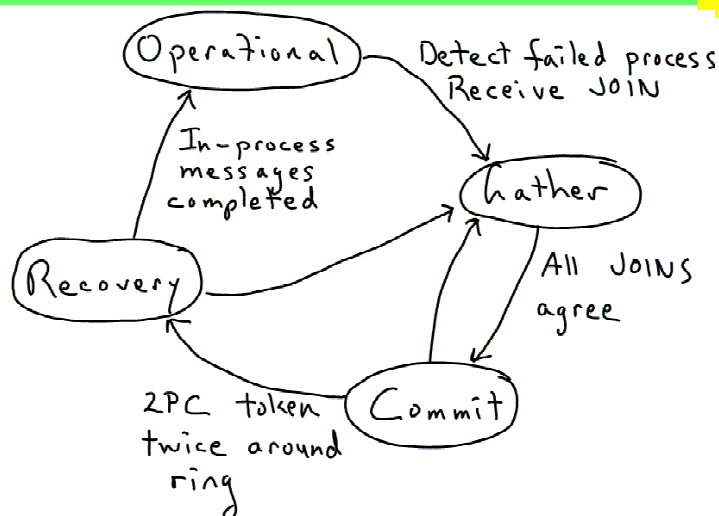 Operational
Detect failed process
Receive JOIN
In-process
messages
completed
Gather
Recovery
All JOINS
agree
2PC token
twice around
ring
Commit